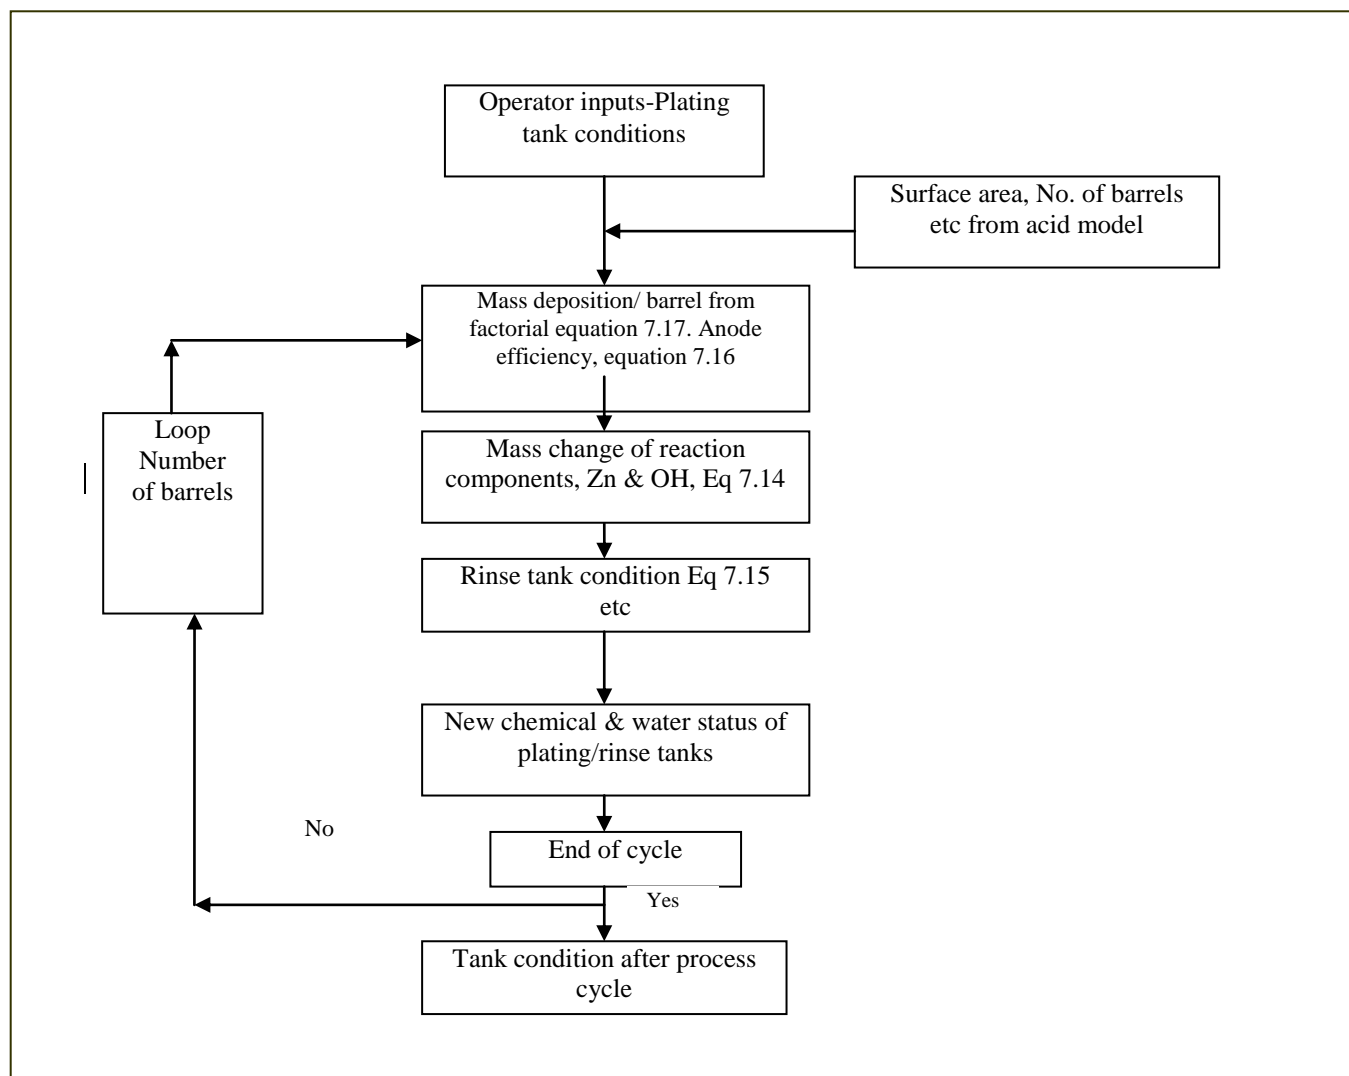 Operator inputs-Plating
tank conditions
Surface area, No. of barrels
etc from acid model
Mass deposition/ barrel from
factorial equation 7.17. Anode
efficiency, equation 7.16
Loop
Number
of barrels
Mass change of reaction
components, Zn & OH, Eq 7.14
Rinse tank condition Eq 7.15
etc
New chemical & water status of
plating/rinse tanks
No
End of cycle
Yes
Tank condition after process
cycle